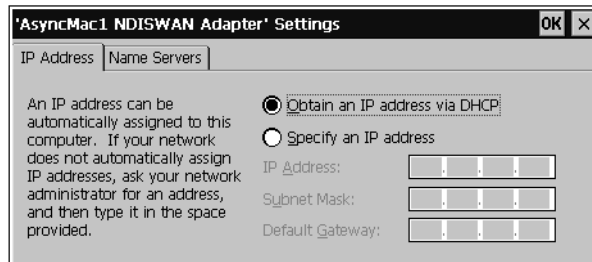 'AsyncMac1 NDISWAN Adapter' Settings OK ×
IP Address Name Servers
An IP address can be
automatically assigned to this
computer. If your network
does not automatically assign
IP addresses, ask your network
administrator for an address,
and then type it in the space
provided.
Obtain an IP address via DHCP
Specify an IP address
IP Address:
Subnet Mask:
Default Gateway: